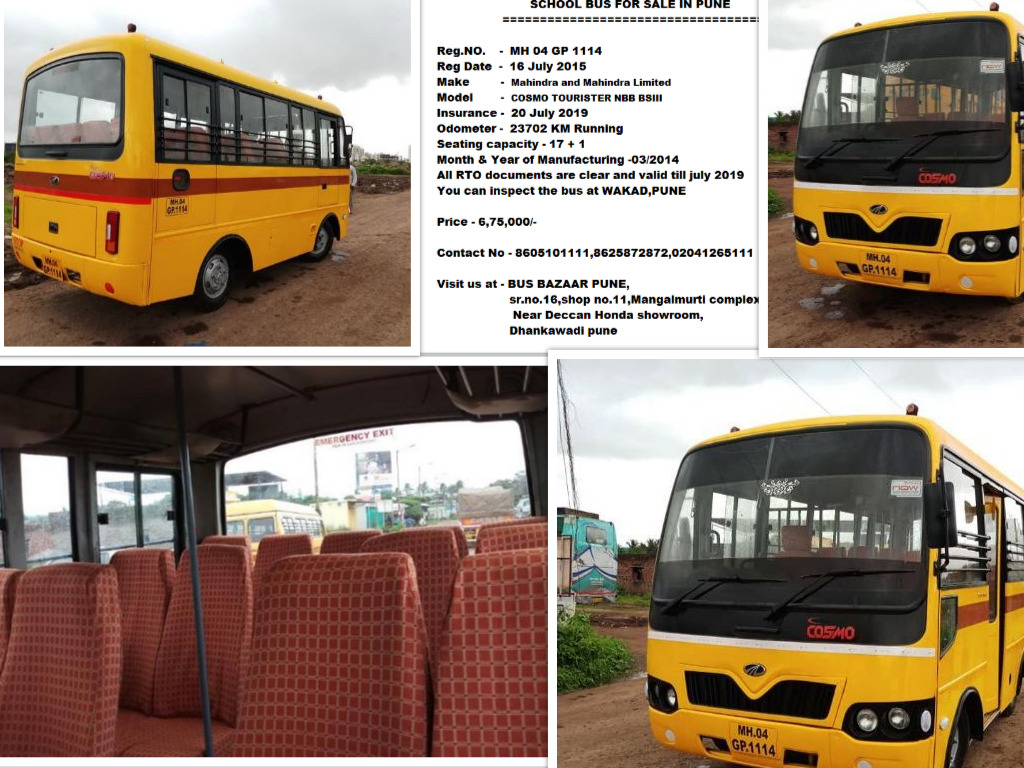 SCHOOL BUS FOR SALE IN PUNE
===================================
Reg.NO. - MH 04 GP 1114
Reg Date - 16 July 2015
Make - Mahindra and Mahindra Limited
Model - COSMO TOURISTER NBB BSIII
Insurance - 20 July 2019
Odometer - 23702 KM Running
Seating capacity - 17 + 1
Month & Year of Manufacturing -03/2014
All RTO documents are clear and valid till july 2019
You can inspect the bus at WAKAD,PUNE
Price - 6,75,000/-
Contact No - 8605101111,8625872872,02041265111
Visit us at - BUS BAZAAR PUNE,
sr.no.16,shop no.11,Mangalmurti complex
Near Deccan Honda showroom,
Dhankawadi pune
MH.04
GP.1114
MH.04
GP.1114
COSMO
MH.04
GP.1114
EMERGENCY EXIT
now
COSMO
MH.04
GP.1114